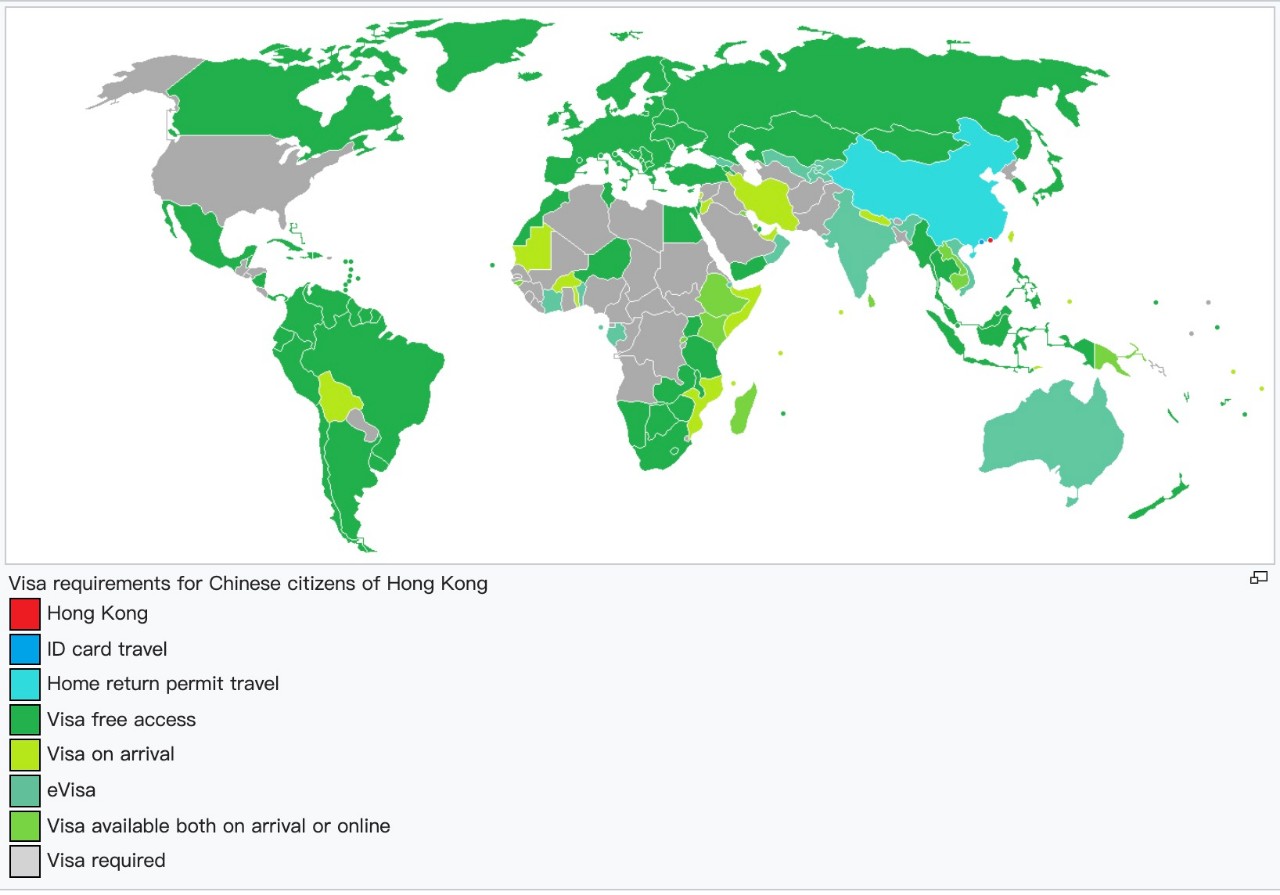 Visa requirements for Chinese citizens of Hong Kong
Hong Kong
ID card travel
Home return permit travel
Visa free access
Visa on arrival
eVisa
Visa available both on arrival or online
Visa required